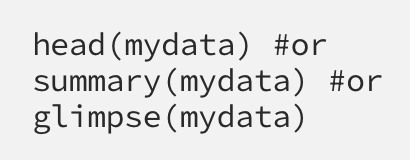 head(mydata) #or
summary(mydata) #or
glimpse(mydata)